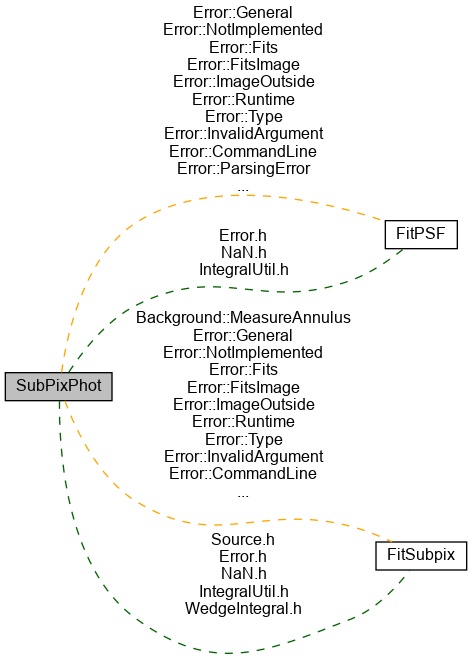 Error::General
Error::NotImplemented
Error::Fits
Error::FitsImage
Error::ImageOutside
Error::Runtime
Error::Type
Error::InvalidArgument
Error::CommandLine
Error::ParsingError
...
FitPSF
Error.h
NaN.h
IntegralUtil.h
Background::MeasureAnnulus
Error::General
Error::NotImplemented
Error::Fits
Error::FitsImage
Error::ImageOutside
Error::Runtime
Error::Type
Error::InvalidArgument
Error::CommandLine
...
SubPixPhot
Source.h
Error.h
NaN.h
IntegralUtil.h
WedgeIntegral.h
FitSubpix